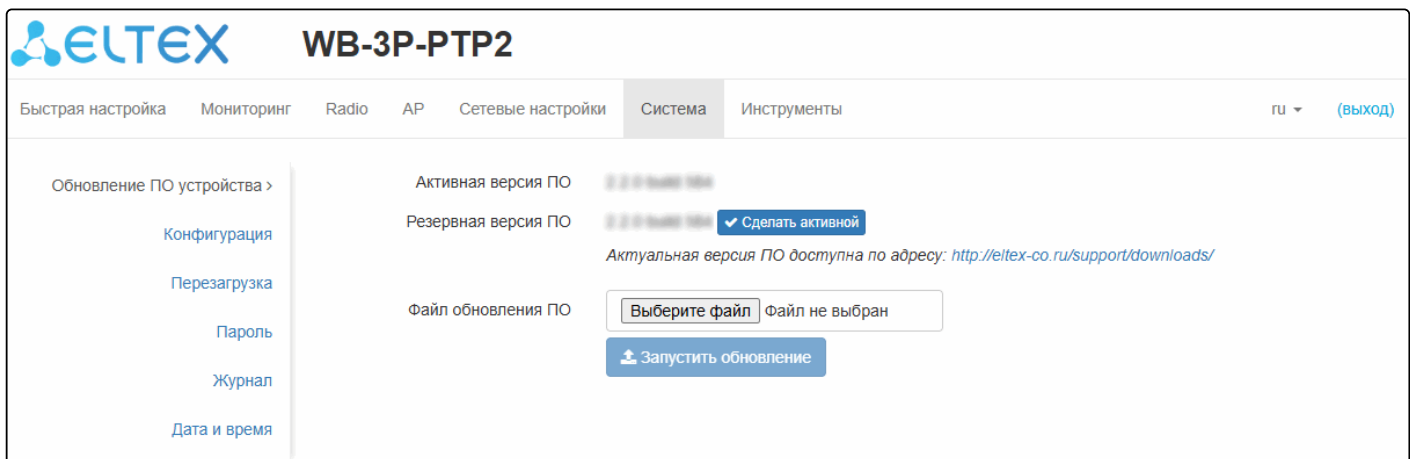 ELTEX WB-3P-PTP2
Быстрая настройка Мониторинг Radio AP Сетевые настройки Система Инструменты ru (выход)
Обновление ПО устройства >
Конфигурация
Перезагрузка
Пароль
Журнал
Дата и время
Активная версия ПО
Резервная версия ПО Сделать активной
Актуальная версия ПО доступна по адресу: http://eltex-co.ru/support/downloads/
Файл обновления ПО Выберите файл Файл не выбран
Запустить обновление